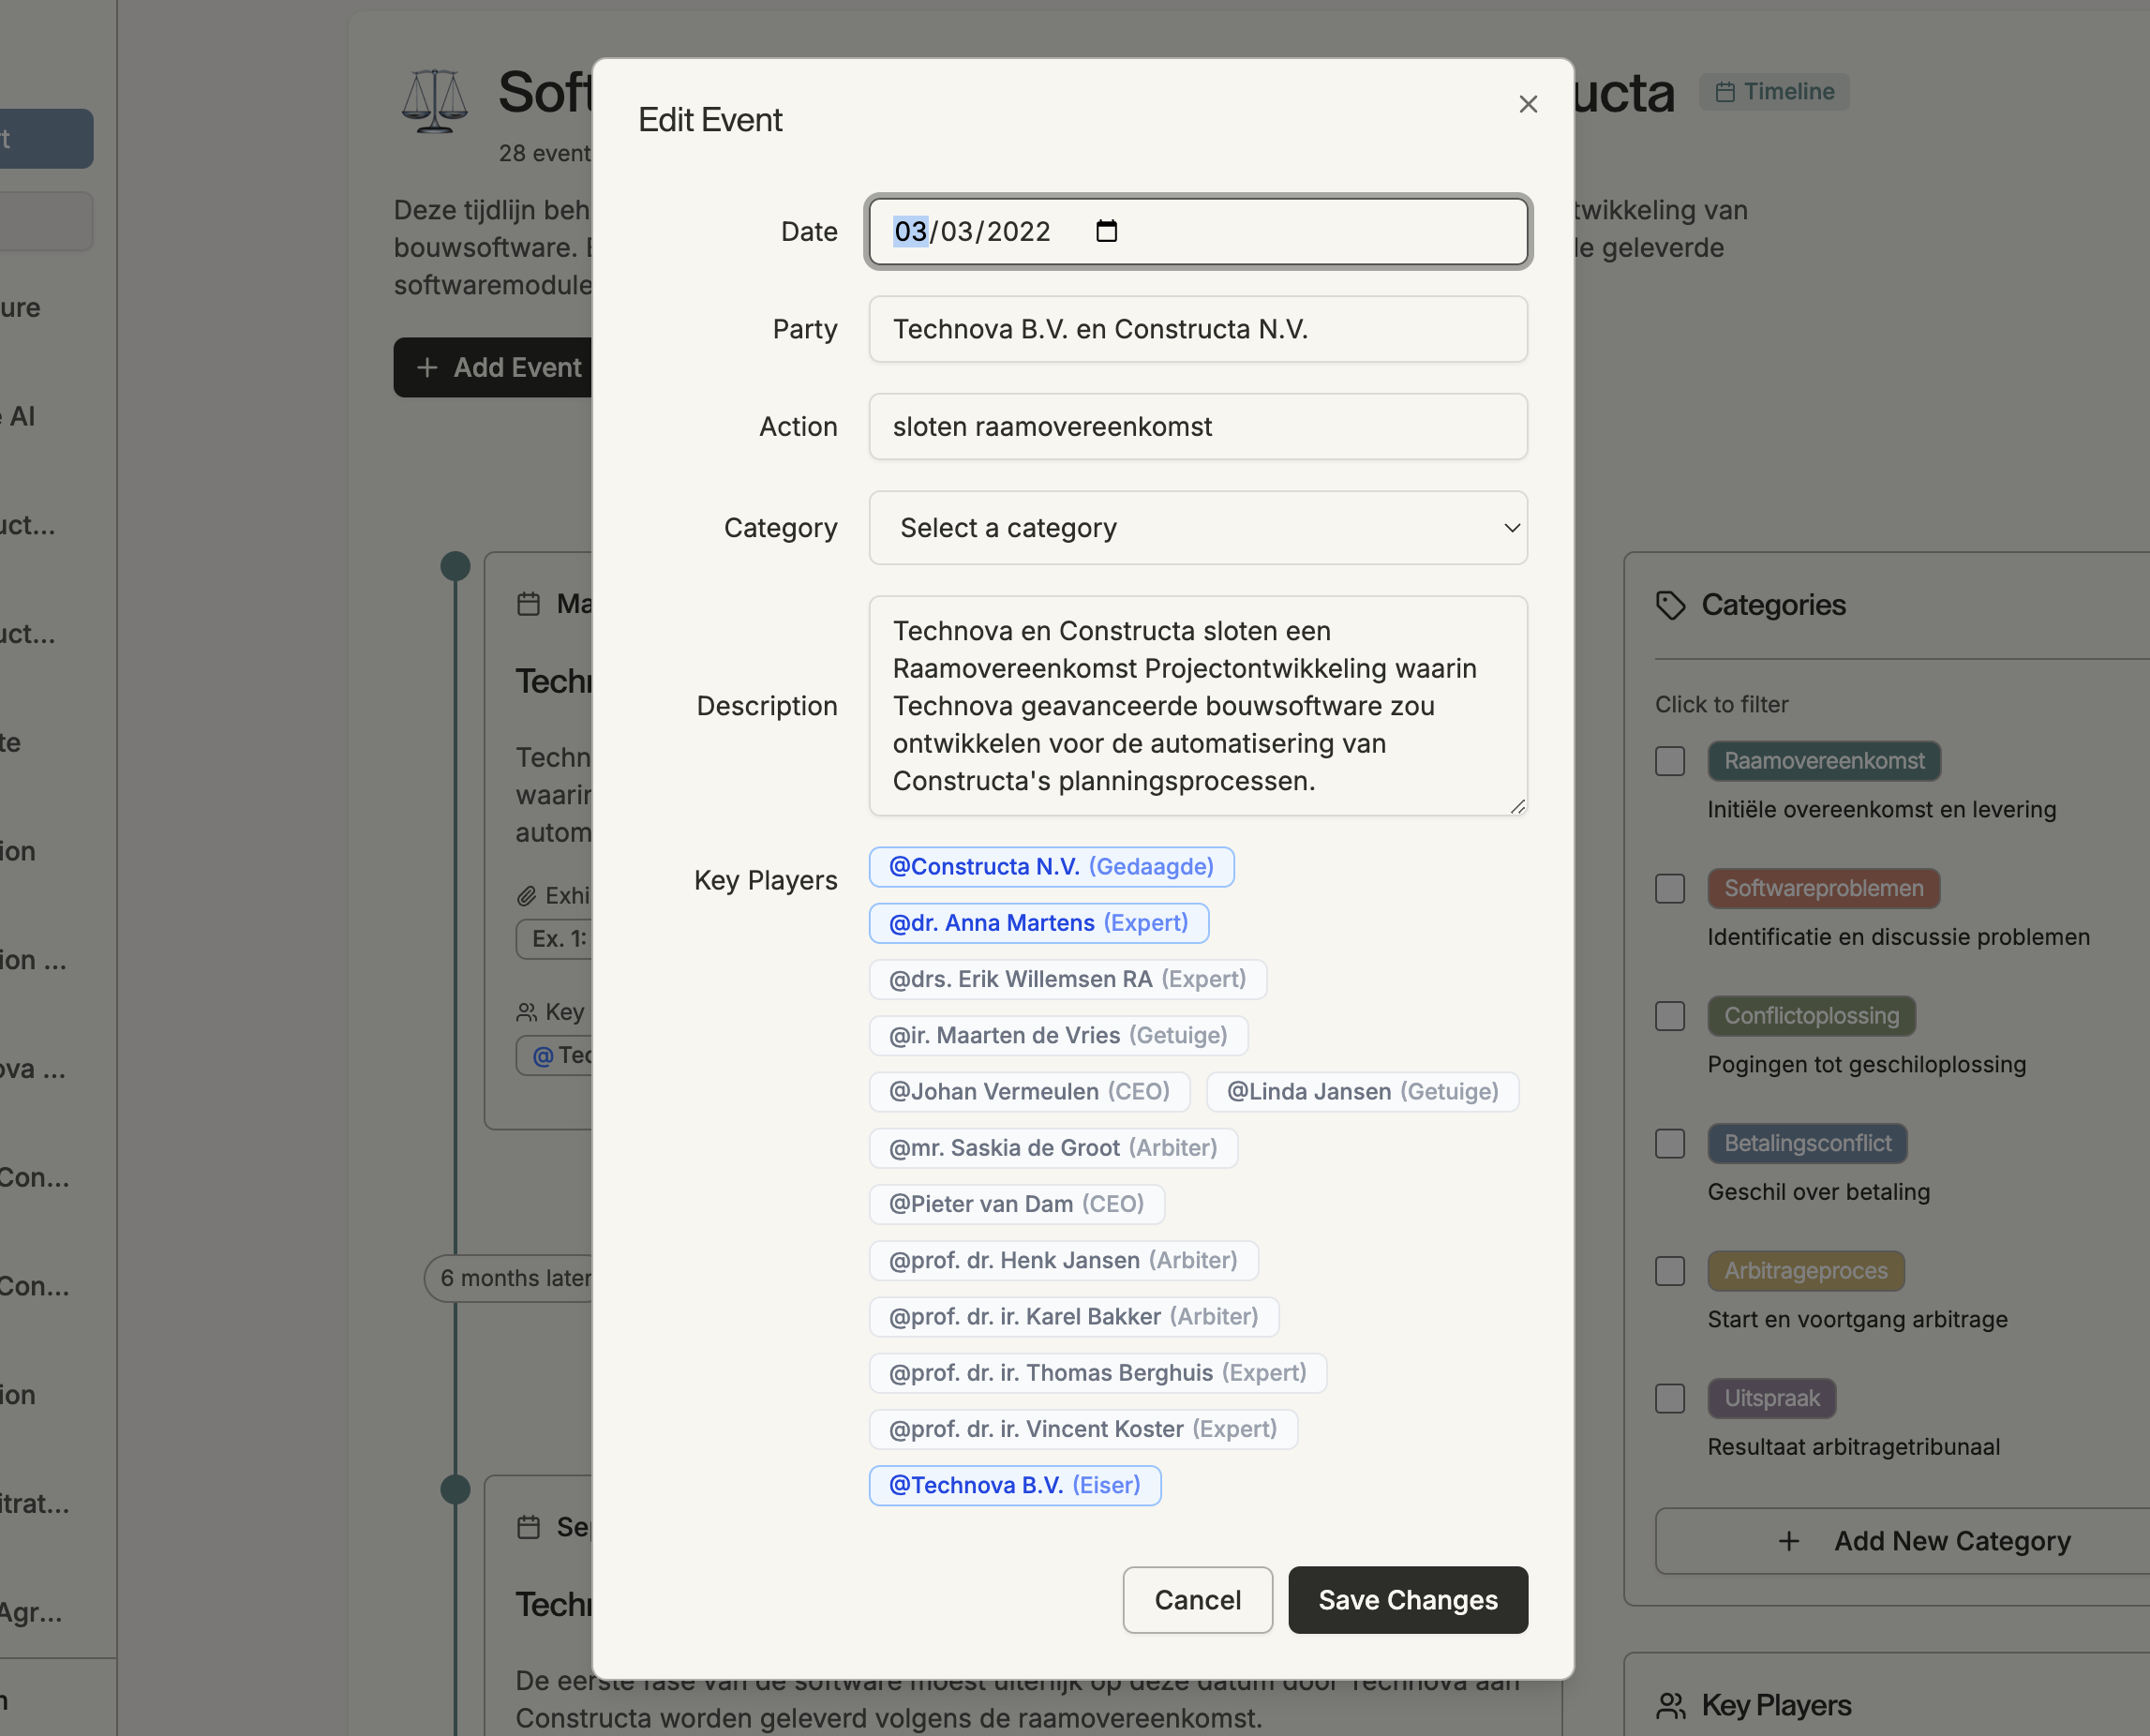 Soft
ucta
Timeline
28 event
Deze tijdlijn beh
twikkeling van
bouwsoftware.
le geleverde
softwaremodule
+ Add Event
t
ure
AI
uct...
uct...
te
ion
ion ...
ova ...
Con...
Con...
ion
itrat...
Agr...
n
Ma
Techn
Techn
waarin
autom
Exhi
Ex. 1:
Key
@ Tec
6 months later
Se
Techn
De eerste fase van de software moest uiterlijk op deze datum door Technova aan
Constructa worden geleverd volgens de raamovereenkomst.
Edit Event
Date
03/03/2022
Party
Technova B.V. en Constructa N.V.
Action
sloten raamovereenkomst
Category
Select a category
Description
Technova en Constructa sloten een
Raamovereenkomst Projectontwikkeling waarin
Technova geavanceerde bouwsoftware zou
ontwikkelen voor de automatisering van
Constructa's planningsprocessen.
Key Players
@Constructa N.V. (Gedaagde)
@dr. Anna Martens (Expert)
@drs. Erik Willemsen RA (Expert)
@ir. Maarten de Vries (Getuige)
@Johan Vermeulen (CEO) @Linda Jansen (Getuige)
@mr. Saskia de Groot (Arbiter)
@Pieter van Dam (CEO)
@prof. dr. Henk Jansen (Arbiter)
@prof. dr. ir. Karel Bakker (Arbiter)
@prof. dr. ir. Thomas Berghuis (Expert)
@prof. dr. ir. Vincent Koster (Expert)
@Technova B.V. (Eiser)
Cancel
Save Changes
Categories
Click to filter
Raamovereenkomst
Initiële overeenkomst en levering
Softwareproblemen
Identificatie en discussie problemen
Conflictoplossing
Pogingen tot geschiloplossing
Betalingsconflict
Geschil over betaling
Arbitrageproces
Start en voortgang arbitrage
Uitspraak
Resultaat arbitragetribunaal
+ Add New Category
Key Players